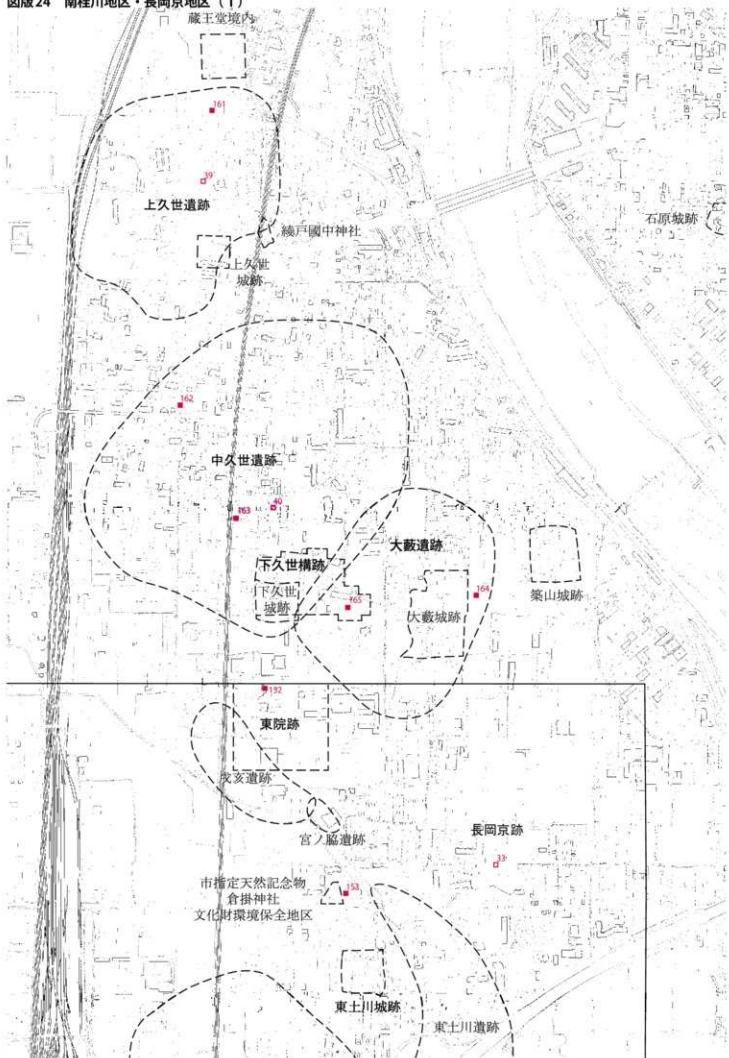 図版24　南桂川地区・長岡京地区（1）
蔵王堂境内
161
39
上久世遺跡
石原城跡
綾戸國中神社
上久世
城跡
162
中久世遺跡
40
163
大藪遺跡
下久世構跡
下久世
城跡
165
164
大藪城跡
築山城跡
132
東院跡
戌亥遺跡
宮ノ脇遺跡
長岡京跡
33
市指定天然記念物
倉掛神社
文化財環境保全地区
153
東土川城跡
東土川遺跡